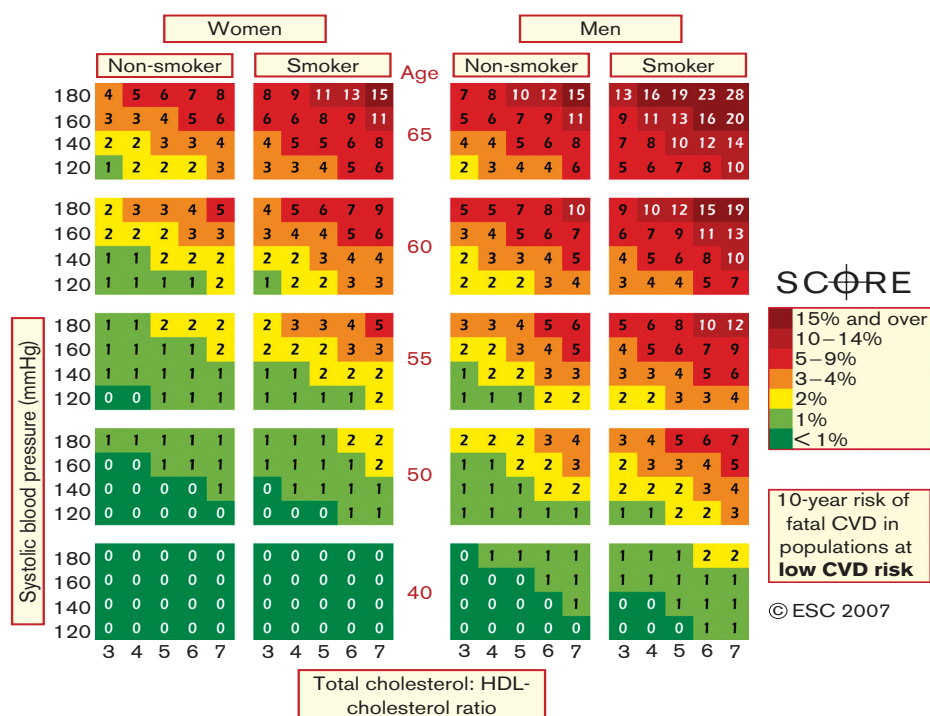 Women Men
Non-smoker Smoker Age Non-smoker Smoker
180 4 5 6 7 8 8 9 11 13 15 7 8 10 12 15 13 16 19 23 28
160 3 3 4 5 6 6 6 8 9 11 5 6 7 9 11 9 11 13 16 20
65
140 2 2 3 3 4 4 5 5 6 8 4 4 5 6 8 7 8 10 12 14
120 1 2 2 2 3 3 3 4 5 6 2 3 4 4 6 5 6 7 8 10
180 2 3 3 4 5 4 5 6 7 9 5 5 7 8 10 9 10 12 15 19
160 2 2 2 3 3 3 4 4 5 6 3 4 5 6 7 6 7 9 11 13
60
140 1 1 2 2 2 2 2 3 4 4 2 3 3 4 5 4 5 6 8 10
120 1 1 1 1 2 1 2 2 3 3 2 2 2 3 4 3 4 4 5 7
180 1 1 2 2 2 2 3 3 4 5 3 3 4 5 6 5 6 8 10 12
160 1 1 1 1 2 2 2 2 3 3 2 2 3 4 5 4 5 6 7 9
55
140 1 1 1 1 1 1 1 2 2 2 1 2 2 3 3 3 3 4 5 6
120 0 0 1 1 1 1 1 1 1 2 1 1 1 2 2 2 2 3 3 4
180 1 1 1 1 1 1 1 1 2 2 2 2 2 3 4 3 4 5 6 7
160 0 0 1 1 1 1 1 1 1 2 1 1 2 2 3 2 3 3 4 5
50
140 0 0 0 0 1 0 1 1 1 1 1 1 1 2 2 2 2 2 3 4
120 0 0 0 0 0 0 0 0 1 1 1 1 1 1 1 1 1 2 2 3
180 0 0 0 0 0 0 0 0 0 0 0 1 1 1 1 1 1 1 2 2
160 0 0 0 0 0 0 0 0 0 0 0 0 0 1 1 1 1 1 1 1
40
140 0 0 0 0 0 0 0 0 0 0 0 0 0 0 1 0 0 1 1 1
120 0 0 0 0 0 0 0 0 0 0 0 0 0 0 0 0 0 0 1 1
3 4 5 6 7 3 4 5 6 7 3 4 5 6 7 3 4 5 6 7
Systolic blood pressure (mmHg)
Total cholesterol: HDL-
cholesterol ratio
SCORE
15% and over
10–14%
5–9%
3–4%
2%
1%
< 1%
10-year risk of
fatal CVD in
populations at
low CVD risk
© ESC 2007